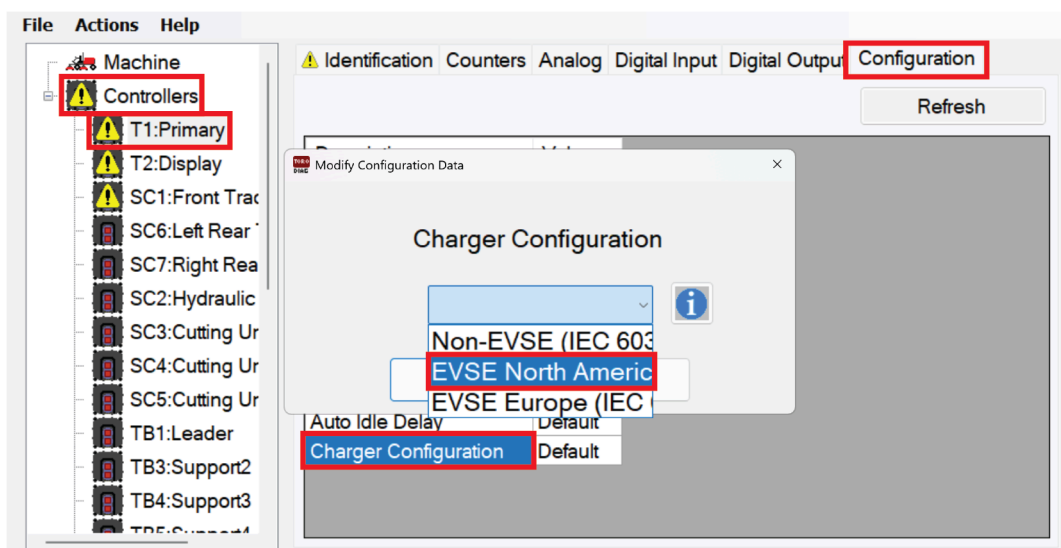 File Actions Help
Machine
Controllers
T1:Primary
T2:Display
SC1:Front Trac
SC6:Left Rear
SC7:Right Rea
SC2:Hydraulic
SC3:Cutting Ur
SC4:Cutting Ur
SC5:Cutting Ur
TB1:Leader
TB3:Support2
TB4:Support3
Identification Counters Analog Digital Input Digital Output Configuration
Refresh
TORO
DIAG
Modify Configuration Data
Charger Configuration
Non-EVSE (IEC 603
EVSE North Americ
EVSE Europe (IEC
Auto Idle Delay Default
Charger Configuration Default